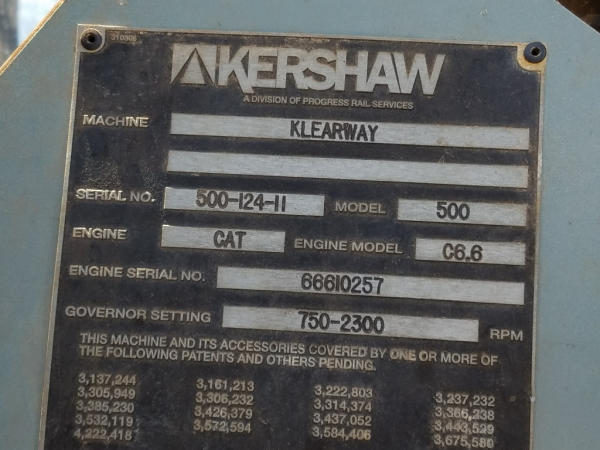 310506
KERSHAW
A DIVISION OF PROGRESS RAIL SERVICES
MACHINE KLEARWAY
SERIAL NO. 500-124-11 MODEL 500
ENGINE CAT ENGINE MODEL C6.6
ENGINE SERIAL NO. 66610257
GOVERNOR SETTING 750-2300 RPM
THIS MACHINE AND ITS ACCESSORIES COVERED BY ONE OR MORE OF
THE FOLLOWING PATENTS AND OTHERS PENDING.
3,137,244 3,161,213 3,222,803 3,237,232
3,305,949 3,306,232 3,314,374 3,366,238
3,385,230 3,426,379 3,437,052 3,443,529
3,532,119 3,572,594 3,584,406 3,675,580
4,222,418